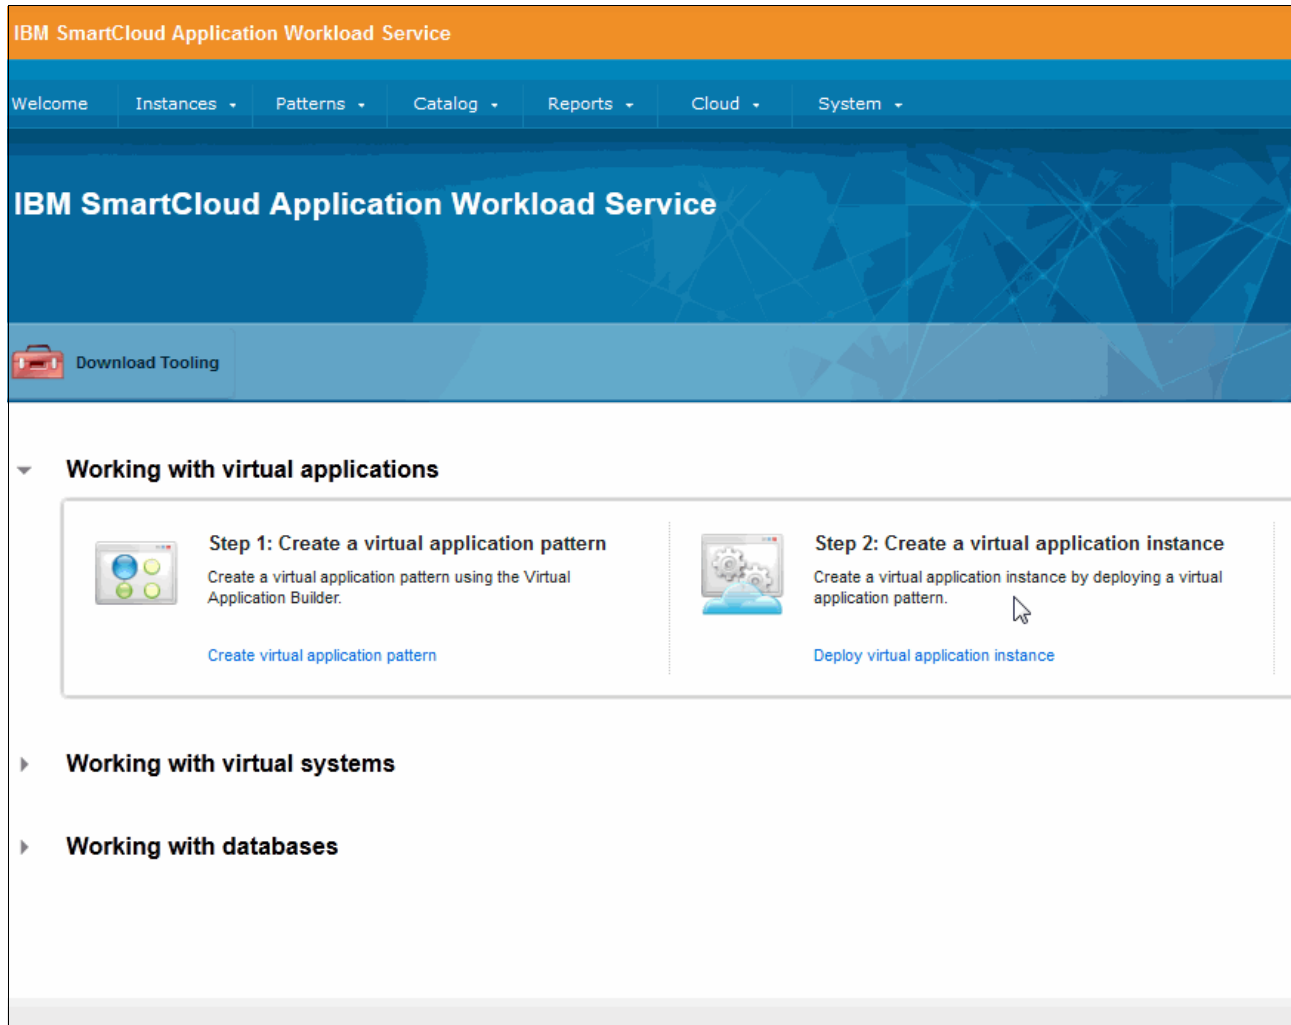 IBM SmartCloud Application Workload Service
Welcome Instances Patterns Catalog Reports Cloud System
IBM SmartCloud Application Workload Service
Download Tooling
Working with virtual applications
Step 1: Create a virtual application pattern
Create a virtual application pattern using the Virtual
Application Builder.
Create virtual application pattern
Step 2: Create a virtual application instance
Create a virtual application instance by deploying a virtual
application pattern.
Deploy virtual application instance
Working with virtual systems
Working with databases